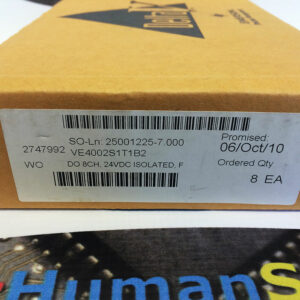 DeltaV
SO-Ln: 25001225-7.000
Promised:
06/Oct/10
2747992
VE4002S1T1B2
Ordered Qty
WO
DO 8CH, 24VDC ISOLATED, F
8 EA
HumanS